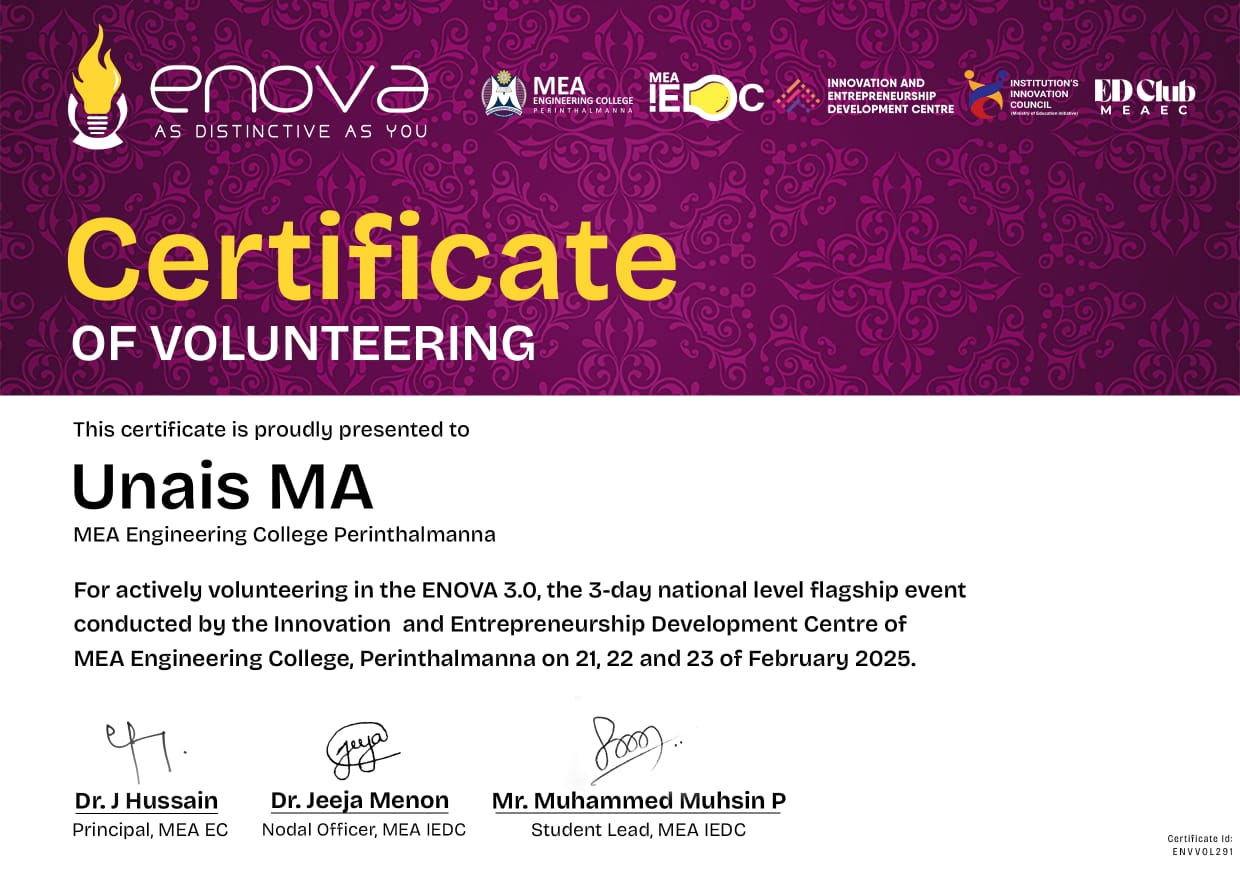 enova
AS DISTINCTIVE AS YOU
MEA
ENGINEERING COLLEGE
PERINTHALMANNA
MEA
IEDC
INNOVATION AND
ENTREPRENEURSHIP
DEVELOPMENT CENTRE
INSTITUTION'S
INNOVATION
COUNCIL
(Ministry of Education Initiative)
ED Club
MEAEC
Certificate
OF VOLUNTEERING
This certificate is proudly presented to
Unais MA
MEA Engineering College Perinthalmanna
For actively volunteering in the ENOVA 3.0, the 3-day national level flagship event
conducted by the Innovation and Entrepreneurship Development Centre of
MEA Engineering College, Perinthalmanna on 21, 22 and 23 of February 2025.
Jeeja
Dr. J Hussain
Principal, MEA EC
Dr. Jeeja Menon
Nodal Officer, MEA IEDC
Mr. Muhammed Muhsin P
Student Lead, MEA IEDC
Certificate Id:
ENVVOL291